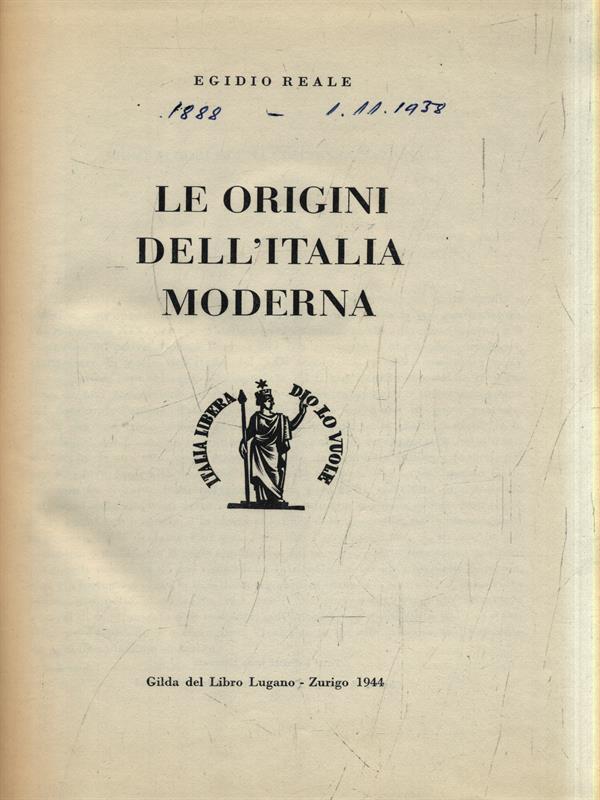 EGIDIO REALE
1888 - 1.11.1938
LE ORIGINI
DELL'ITALIA
MODERNA
ITALIA LIBERA DIO LO VUOLE
Gilda del Libro Lugano - Zurigo 1944